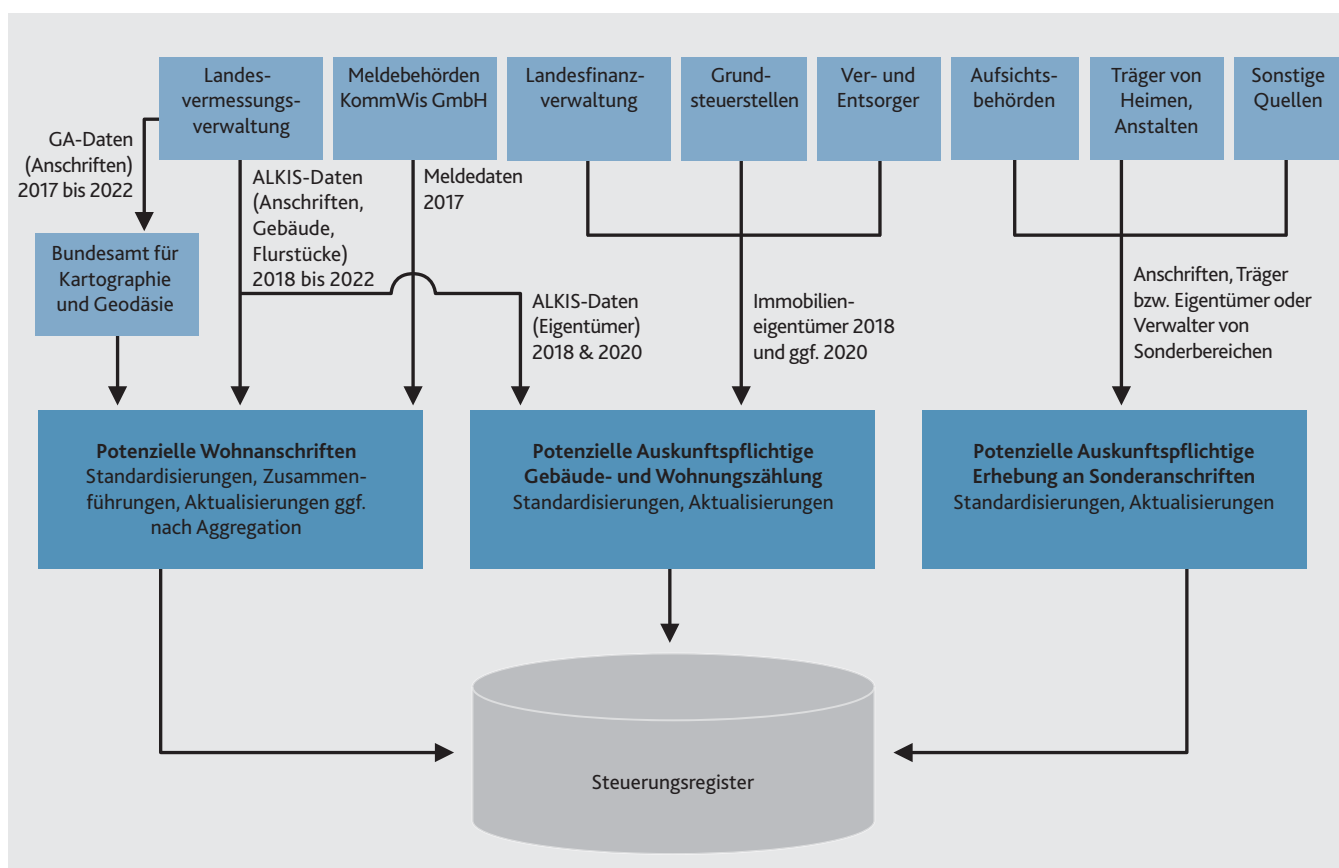 Landes-
vermessungs-
verwaltung
Meldebehörden
KommWis GmbH
Landesfinanz-
verwaltung
Grund-
steuerstellen
Ver- und
Entsorger
Aufsichts-
behörden
Träger von
Heimen,
Anstalten
Sonstige
Quellen
GA-Daten
(Anschriften)
2017 bis 2022
ALKIS-Daten
(Anschriften,
Gebäude,
Flurstücke)
2018 bis 2022
Meldedaten
2017
Bundesamt für
Kartographie
und Geodäsie
ALKIS-Daten
(Eigentümer)
2018 & 2020
Immobilien-
eigentümer 2018
und ggf. 2020
Anschriften, Träger
bzw. Eigentümer oder
Verwalter von
Sonderbereichen
Potenzielle Wohnanschriften
Standardisierungen, Zusammen-
führungen, Aktualisierungen ggf.
nach Aggregation
Potenzielle Auskunftspflichtige
Gebäude- und Wohnungszählung
Standardisierungen, Aktualisierungen
Potenzielle Auskunftspflichtige
Erhebung an Sonderanschriften
Standardisierungen, Aktualisierungen
Steuerungsregister